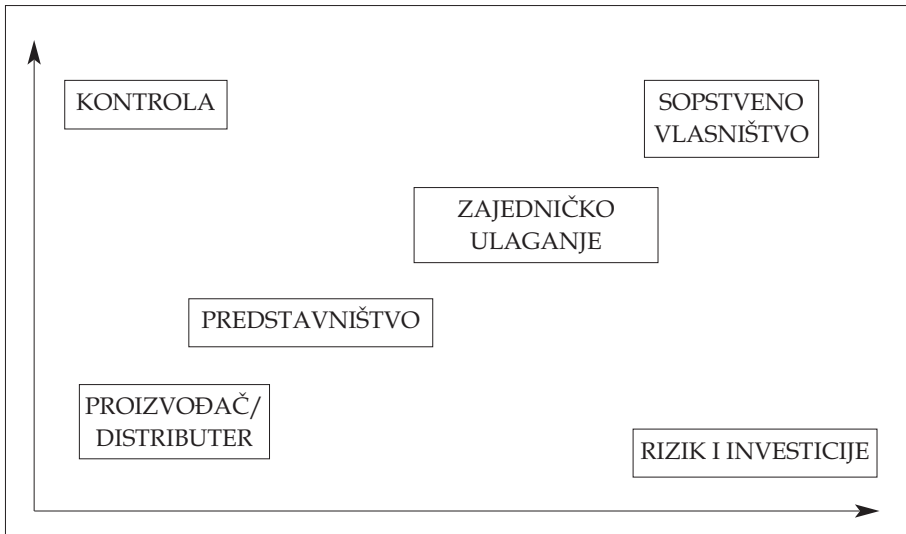 KONTROLA
SOPSTVENO
VLASNIŠTVO
ZAJEDNIČKO
ULAGANJE
PREDSTAVNIŠTVO
PROIZVOĐAČ/
DISTRIBUTER
RIZIK I INVESTICIJE